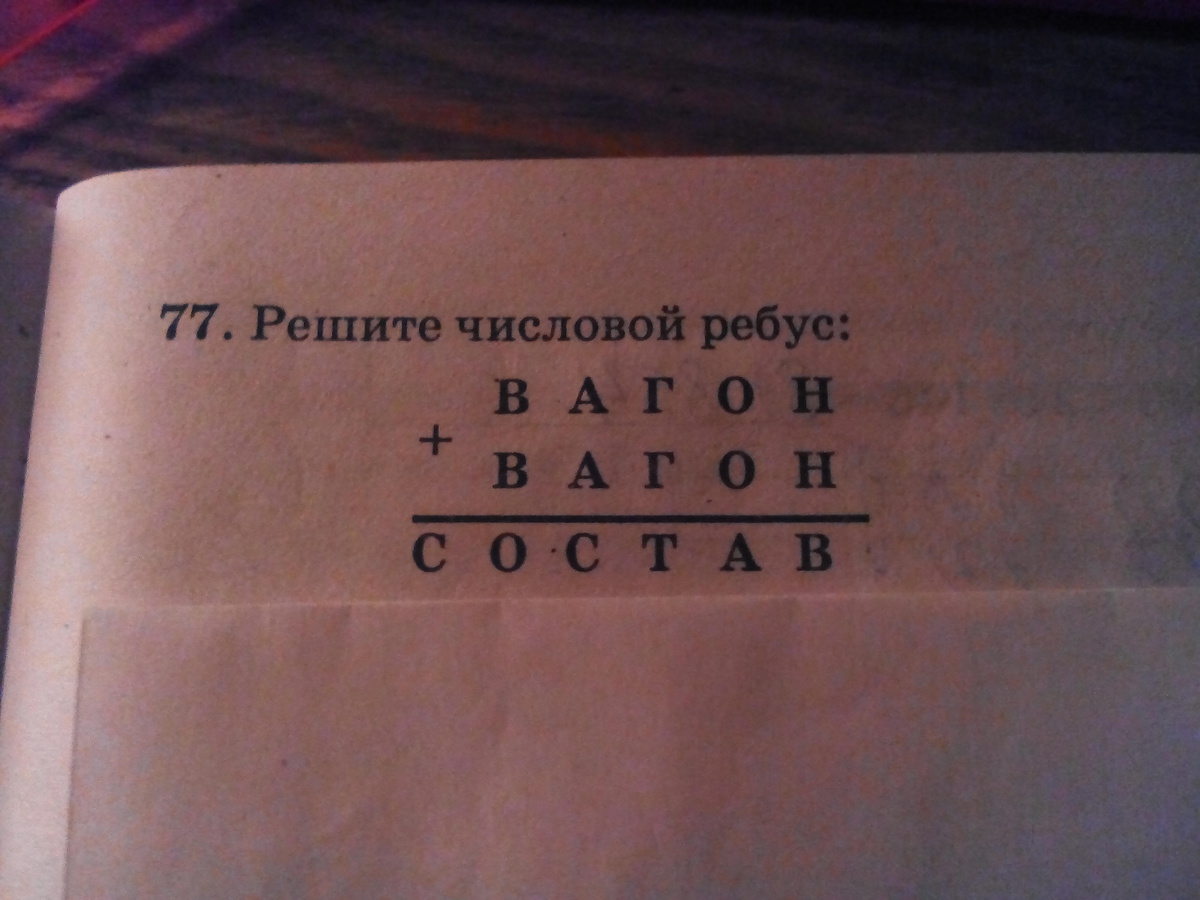 77. Решите числовой ребус:
В А Г О Н
+
В А Г О Н
С О С Т А В